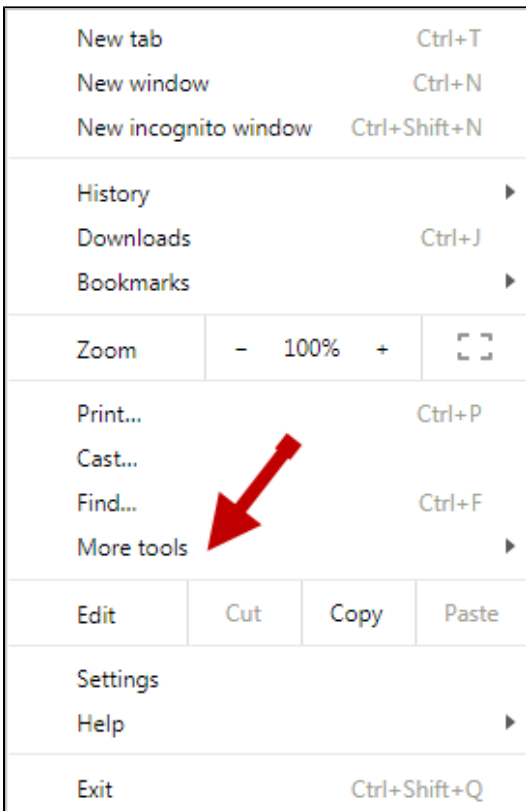 New tab Ctrl+T
New window Ctrl+N
New incognito window Ctrl+Shift+N
History
Downloads Ctrl+J
Bookmarks
Zoom - 100% +
Print... Ctrl+P
Cast...
Find... Ctrl+F
More tools
Edit Cut Copy Paste
Settings
Help
Exit Ctrl+Shift+Q